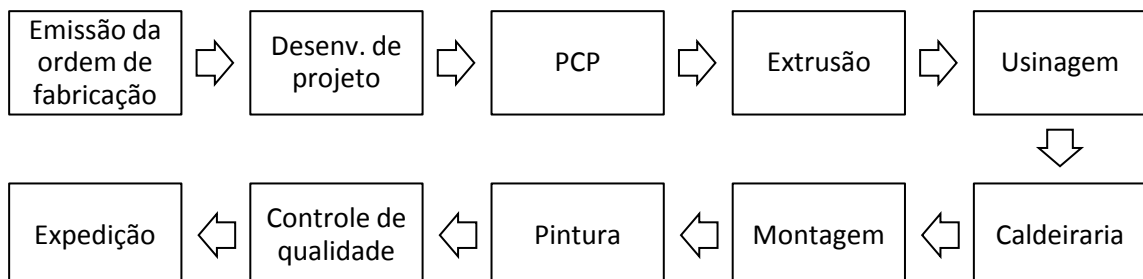 Emissão da
ordem de
fabricação
Desenv. de
projeto
PCP
Extrusão
Usinagem
Caldeiraria
Montagem
Pintura
Controle de
qualidade
Expedição